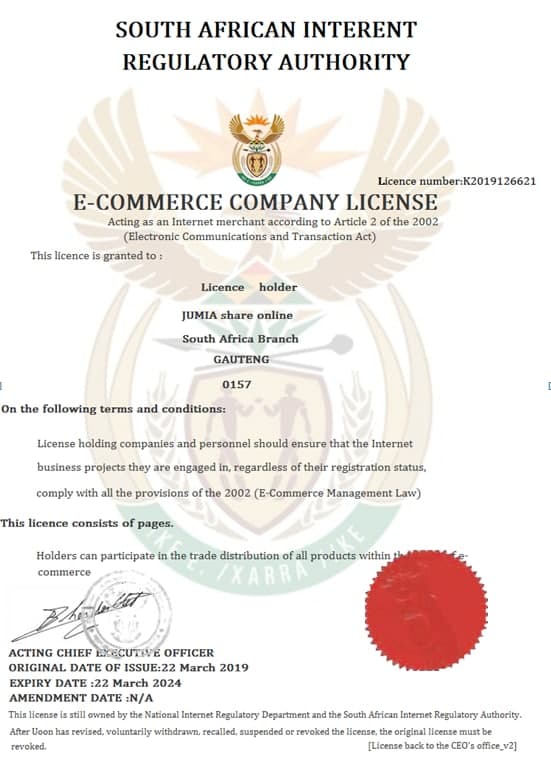 SOUTH AFRICAN INTERENT
REGULATORY AUTHORITY
Licence number:K2019126621
E-COMMERCE COMPANY LICENSE
Acting as an Internet merchant according to Article 2 of the 2002
(Electronic Communications and Transaction Act)
This licence is granted to :
Licence holder
JUMIA share online
South Africa Branch
GAUTENG
0157
On the following terms and conditions:
License holding companies and personnel should ensure that the Internet
business projects they are engaged in, regardless of their registration status,
comply with all the provisions of the 2002 (E-Commerce Management Law)
This licence consists of pages.
Holders can participate in the trade distribution of all products within e-
commerce
ACTING CHIEF EXECUTIVE OFFICER
ORIGINAL DATE OF ISSUE:22 March 2019
EXPIRY DATE :22 March 2024
AMENDMENT DATE :N/A
This license is still owned by the National Internet Regulatory Department and the South African Internet Regulatory Authority.
After Uoon has revised, voluntarily withdrawn, recalled, suspended or revoked the license, the original license must be
revoked.
[License back to the CEO's office_v2]